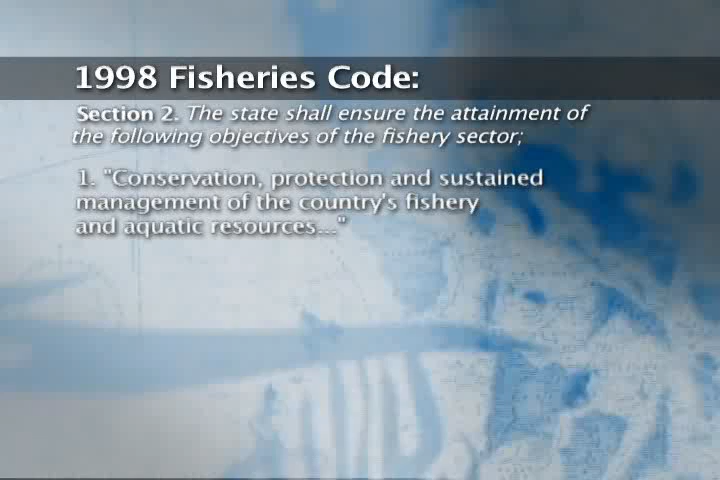 1998 Fisheries Code:
Section 2. The state shall ensure the attainment of
the following objectives of the fishery sector;
1. "Conservation, protection and sustained
management of the country's fishery
and aquatic resources..."